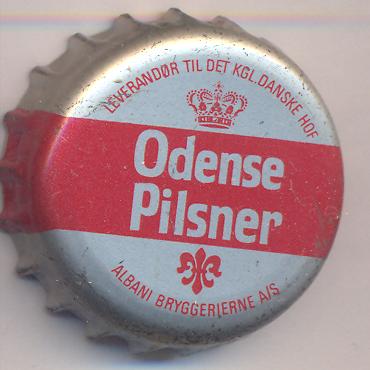 LEVERANDØR TIL DET KGL. DANSKE HOF
Odense
Pilsner
ALBANI BRYGGERIERNE A/S